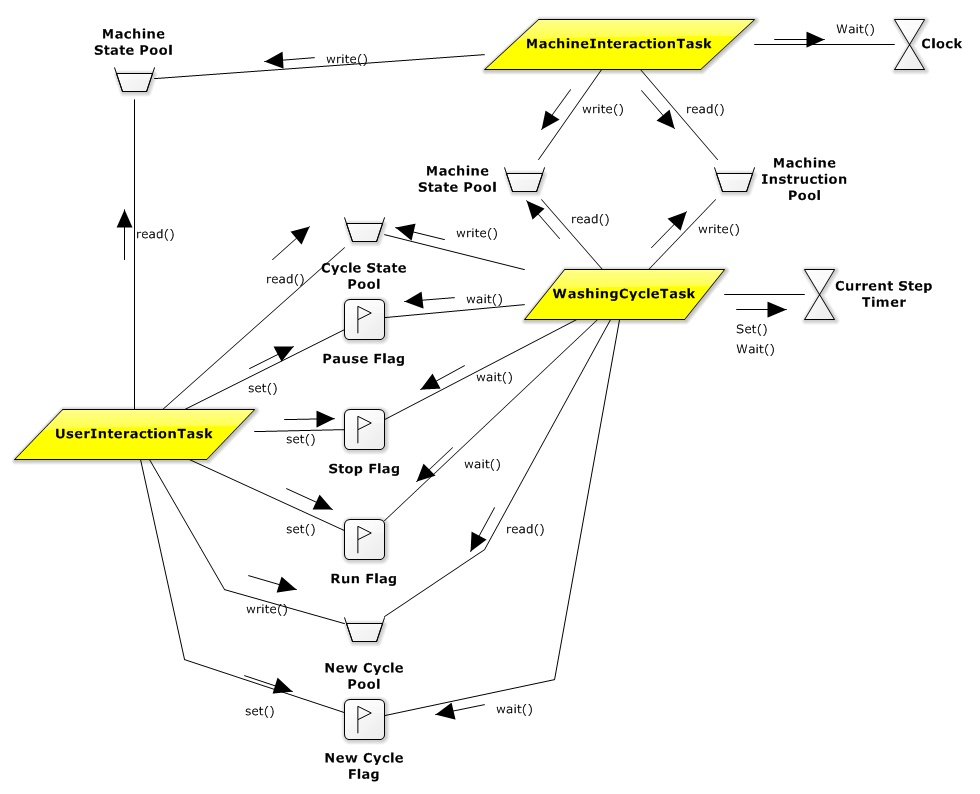 Machine
State Pool
MachineInteractionTask
Wait()
Clock
write()
write()
read()
Machine
State Pool
Machine
Instruction
Pool
read()
write()
read()
write()
read()
Cycle State
Pool
wait()
WashingCycleTask
Current Step
Timer
Set()
Wait()
Pause Flag
set()
wait()
UserInteractionTask
set()
Stop Flag
wait()
set()
read()
Run Flag
write()
New Cycle
Pool
set()
wait()
New Cycle
Flag